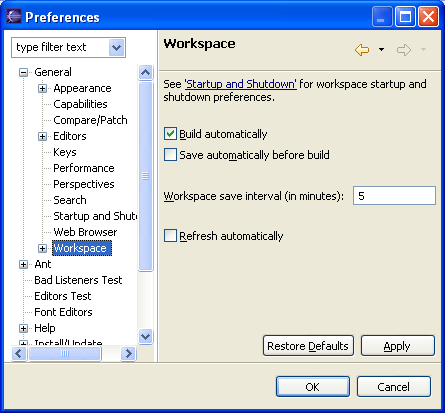 Preferences
type filter text
General
Appearance
Capabilities
Compare/Patch
Editors
Keys
Performance
Perspectives
Search
Startup and Shut
Web Browser
Workspace
Ant
Bad Listeners Test
Editors Test
Font Editors
Help
Install/Update
Workspace
See 'Startup and Shutdown' for workspace startup and
shutdown preferences.
Build automatically
Save automatically before build
Workspace save interval (in minutes): 5
Refresh automatically
Restore Defaults Apply
OK Cancel